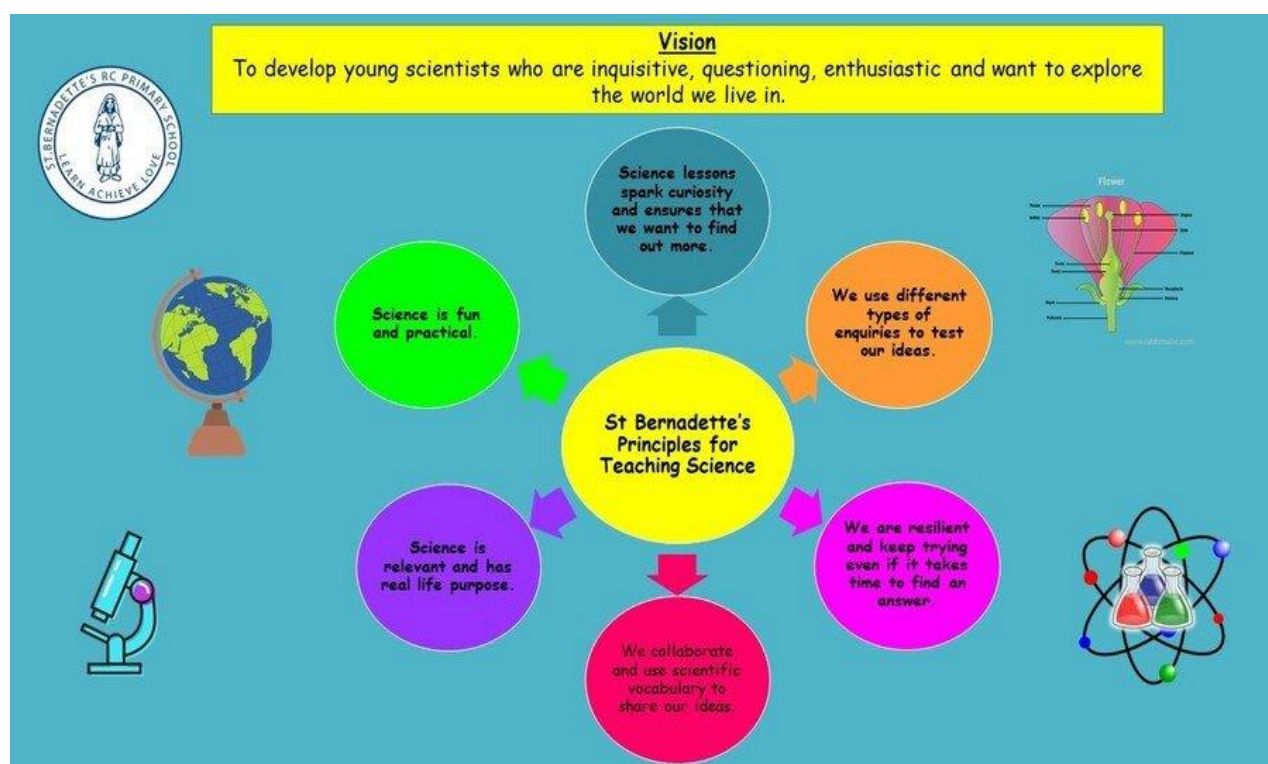 Vision
To develop young scientists who are inquisitive, questioning, enthusiastic and want to explore
the world we live in.
ST.BERNADETTE'S RC PRIMARY SCHOOL
LEARN ACHIEVE LOVE
Science lessons
spark curiosity
and ensures that
we want to find
out more.
Flower
Science is fun
and practical.
We use different
types of
enquiries to test
our ideas.
St Bernadette's
Principles for
Teaching Science
Science is
relevant and has
real life purpose.
We are resilient
and keep trying
even if it takes
time to find an
answer.
We collaborate
and use scientific
vocabulary to
share our ideas.